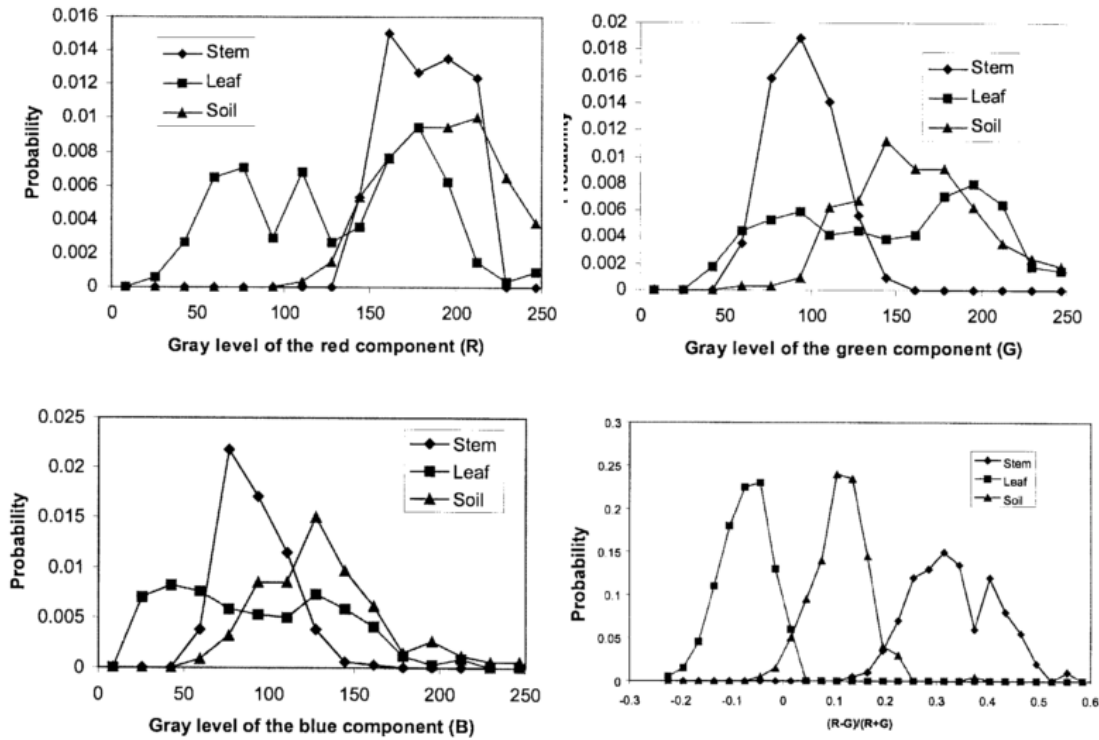 0.016
0.014
0.012
0.01
0.008
0.006
0.004
0.002
0
Probability
Stem
Leaf
Soil
0 50 100 150 200 250
Gray level of the red component (R)
0.02
0.018
0.016
0.014
0.012
0.01
0.008
0.006
0.004
0.002
0
Stem
Leaf
Soil
0 50 100 150 200 250
Gray level of the green component (G)
0.025
0.02
0.015
0.01
0.005
0
Probability
Stem
Leaf
Soil
0 50 100 150 200 250
Gray level of the blue component (B)
0.3
0.25
0.2
0.15
0.1
0.05
0
Probability
Stem
Leaf
Soil
-0.3 -0.2 -0.1 0 0.1 0.2 0.3 0.4 0.5 0.6
(R-G)/(R+G)